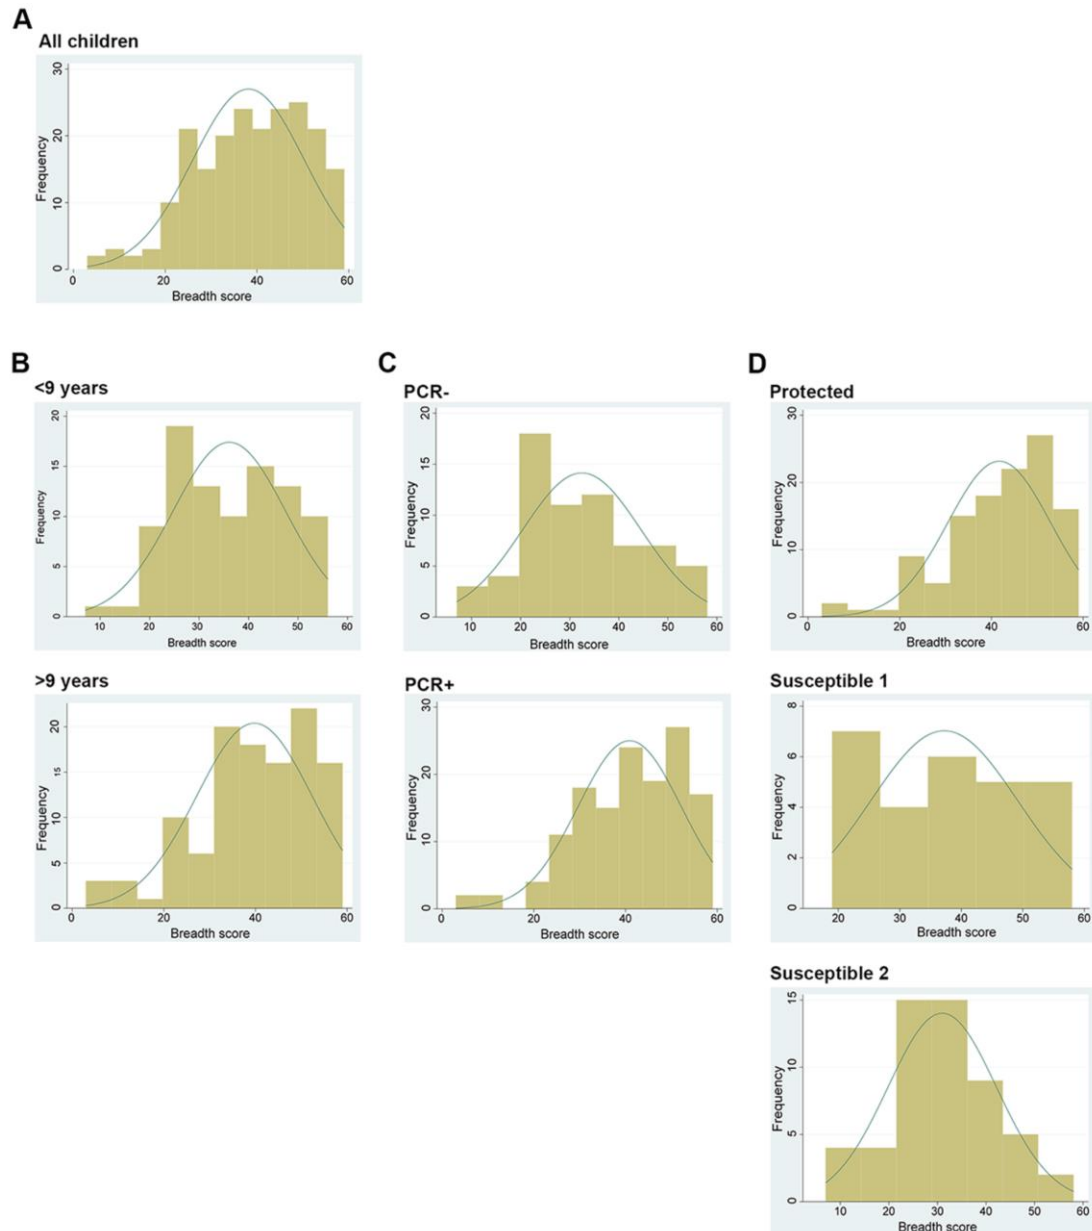 A
All children
Frequency
0 10 20 30
0 20 40 60
Breadth score
B
<9 years
Frequency
0 5 10 15 20
10 20 30 40 50 60
Breadth score
>9 years
Frequency
0 5 10 15 20
0 20 40 60
Breadth score
C
PCR-
Frequency
0 5 10 15 20
10 20 30 40 50 60
Breadth score
PCR+
Frequency
0 10 20 30
0 20 40 60
Breadth score
D
Protected
Frequency
0 10 20 30
0 20 40 60
Breadth score
Susceptible 1
Frequency
0 2 4 6 8
20 30 40 50 60
Breadth score
Susceptible 2
Frequency
0 5 10 15
10 20 30 40 50 60
Breadth score